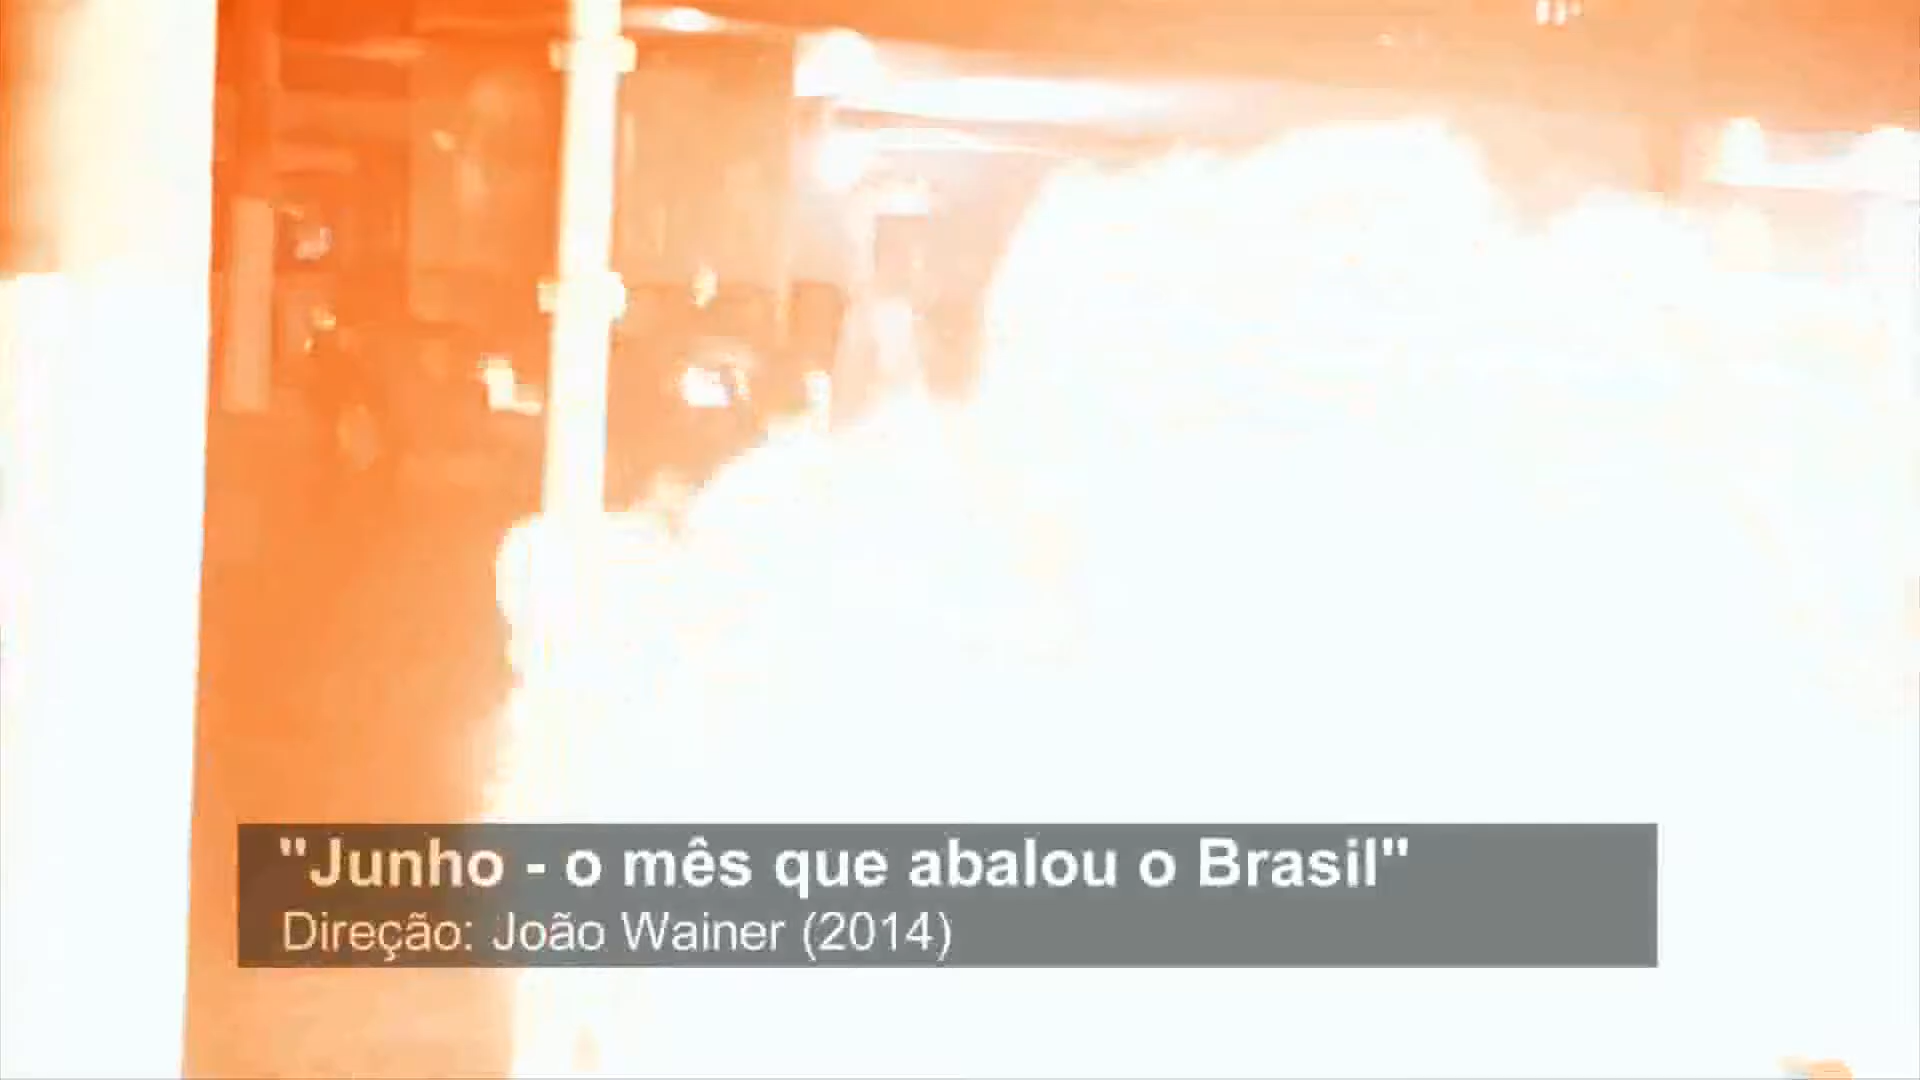 "Junho - o mês que abalou o Brasil"
Direção: João Wainer (2014)